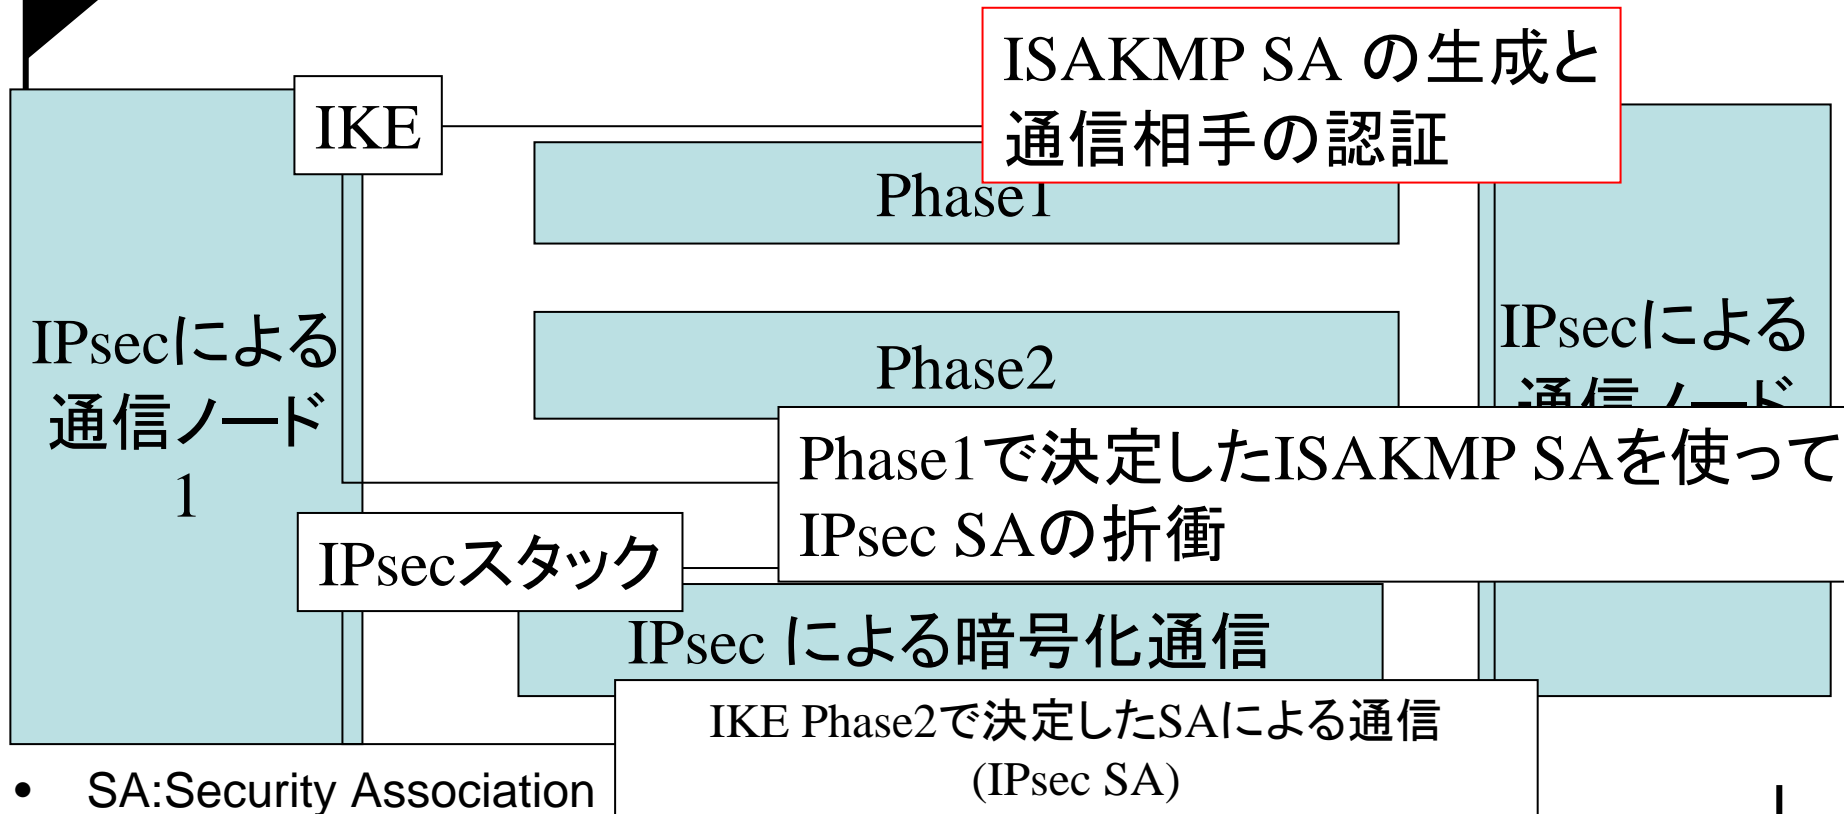 ISAKMP SA の生成と
通信相手の認証
IKE
Phase1
IPsecによる
通信ノード
1
Phase2
IPsecによる
通信ノード
Phase1で決定したISAKMP SAを使って
IPsec SAの折衝
IPsecスタック
IPsec による暗号化通信
IKE Phase2で決定したSAによる通信
(IPsec SA)
• SA:Security Association